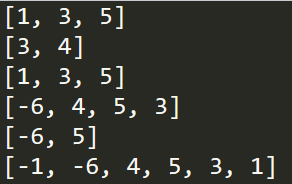 [1, 3, 5]
[3, 4]
[1, 3, 5]
[-6, 4, 5, 3]
[-6, 5]
[-1, -6, 4, 5, 3, 1]